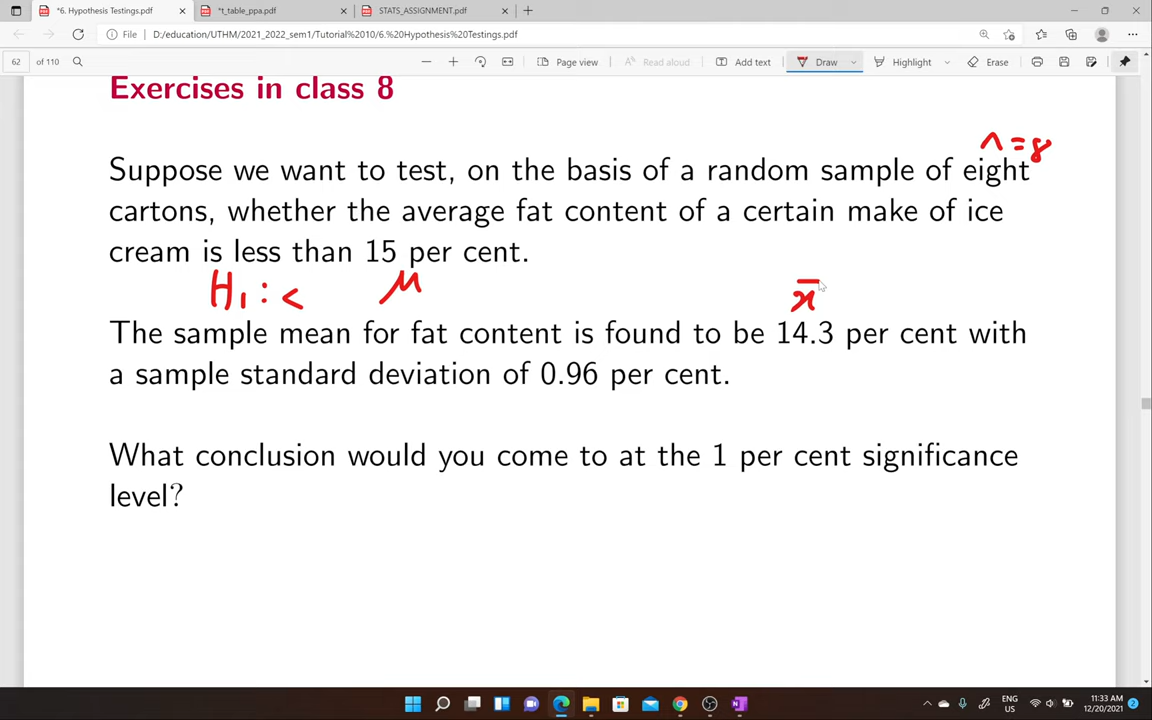 *6. Hypothesis Testings.pdf
*t_table_ppa.pdf
STATS_ASSIGNMENT.pdf
File
D:/education/UTHM/2021_2022_sem1/Tutorial%2010/6.%20Hypothesis%20Testings.pdf
62 of 110
Page view
Read aloud
Add text
Draw
Highlight
Erase
Exercises in class 8
n = 8
Suppose we want to test, on the basis of a random sample of eight
cartons, whether the average fat content of a certain make of ice
cream is less than 15 per cent.
H₁ : < μ x̄
The sample mean for fat content is found to be 14.3 per cent with
a sample standard deviation of 0.96 per cent.
What conclusion would you come to at the 1 per cent significance
level?
ENG
US
11:33 AM
12/20/2021
2